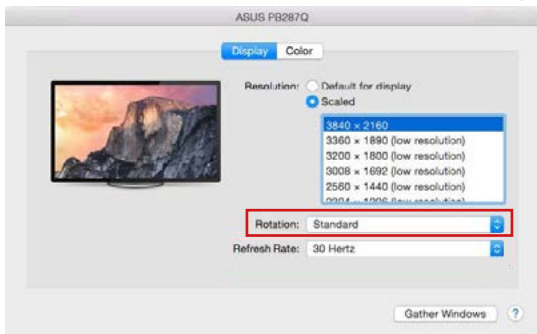 ASUS PB287Q
Display Color
Resolution: Default for display
Scaled
3840 × 2160
3360 × 1890 (low resolution)
3200 × 1800 (low resolution)
3008 × 1692 (low resolution)
2560 × 1440 (low resolution)
Rotation: Standard
Refresh Rate: 30 Hertz
Gather Windows ?